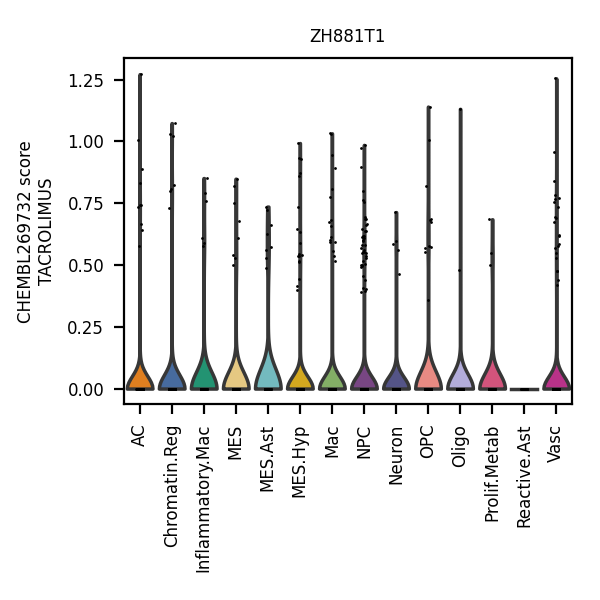 ZH881T1
CHEMBL269732 score
TACROLIMUS
1.25
1.00
0.75
0.50
0.25
0.00
AC
Chromatin.Reg
Inflammatory.Mac
MES
MES.Ast
MES.Hyp
Mac
NPC
Neuron
OPC
Oligo
Prolif.Metab
Reactive.Ast
Vasc